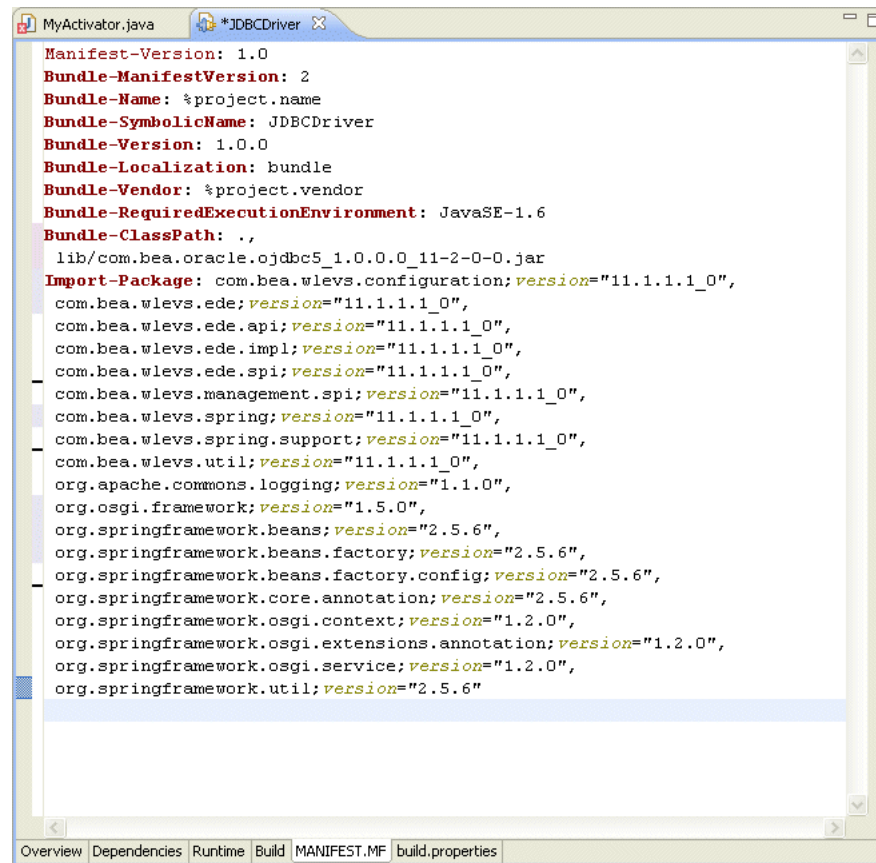 MyActivator.java *JDBCDriver
Manifest-Version: 1.0
Bundle-ManifestVersion: 2
Bundle-Name: %project.name
Bundle-SymbolicName: JDBCDriver
Bundle-Version: 1.0.0
Bundle-Localization: bundle
Bundle-Vendor: %project.vendor
Bundle-RequiredExecutionEnvironment: JavaSE-1.6
Bundle-ClassPath: .,
lib/com.bea.oracle.ojdbc5_1.0.0.0_11-2-0-0.jar
Import-Package: com.bea.wlevs.configuration;version="11.1.1.1_0",
com.bea.wlevs.ede;version="11.1.1.1_0",
com.bea.wlevs.ede.api;version="11.1.1.1_0",
com.bea.wlevs.ede.impl;version="11.1.1.1_0",
com.bea.wlevs.ede.spi;version="11.1.1.1_0",
com.bea.wlevs.management.spi;version="11.1.1.1_0",
com.bea.wlevs.spring;version="11.1.1.1_0",
com.bea.wlevs.spring.support;version="11.1.1.1_0",
com.bea.wlevs.util;version="11.1.1.1_0",
org.apache.commons.logging;version="1.1.0",
org.osgi.framework;version="1.5.0",
org.springframework.beans;version="2.5.6",
org.springframework.beans.factory;version="2.5.6",
org.springframework.beans.factory.config;version="2.5.6",
org.springframework.core.annotation;version="2.5.6",
org.springframework.osgi.context;version="1.2.0",
org.springframework.osgi.extensions.annotation;version="1.2.0",
org.springframework.osgi.service;version="1.2.0",
org.springframework.util;version="2.5.6"
Overview Dependencies Runtime Build MANIFEST.MF build.properties